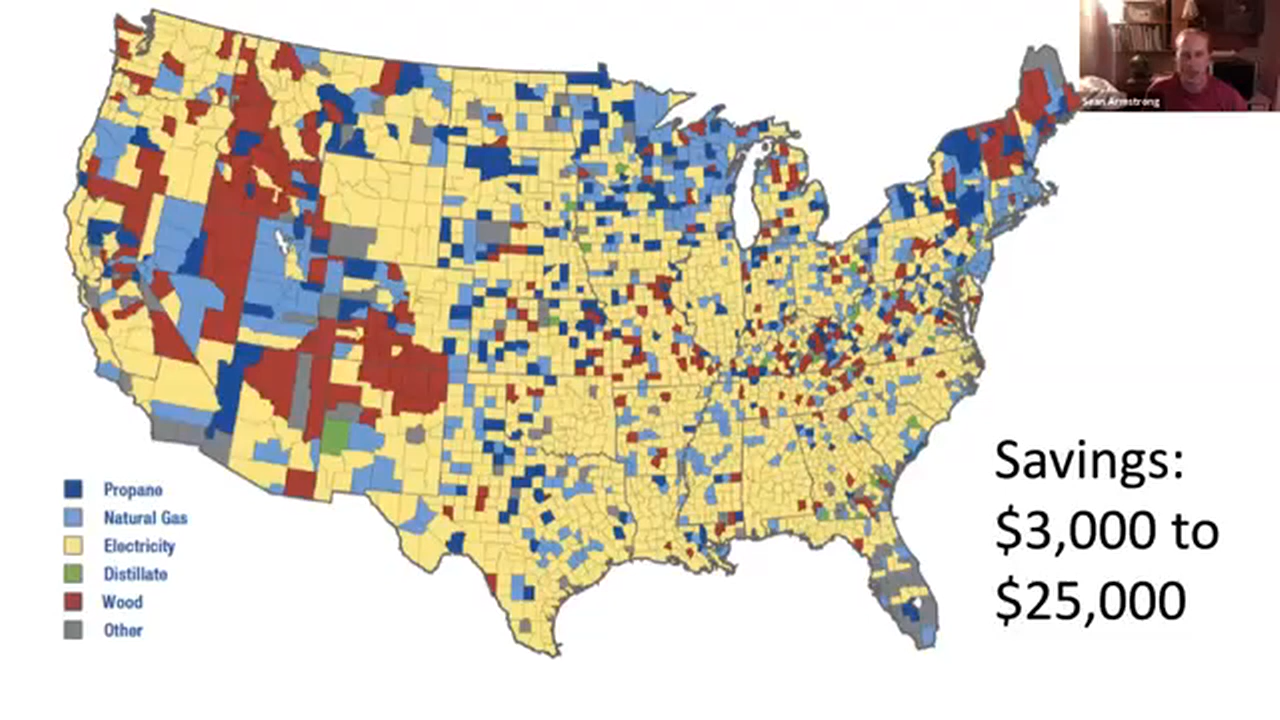 Sean Armstrong
Savings:
$3,000 to
$25,000
Propane
Natural Gas
Electricity
Distillate
Wood
Other